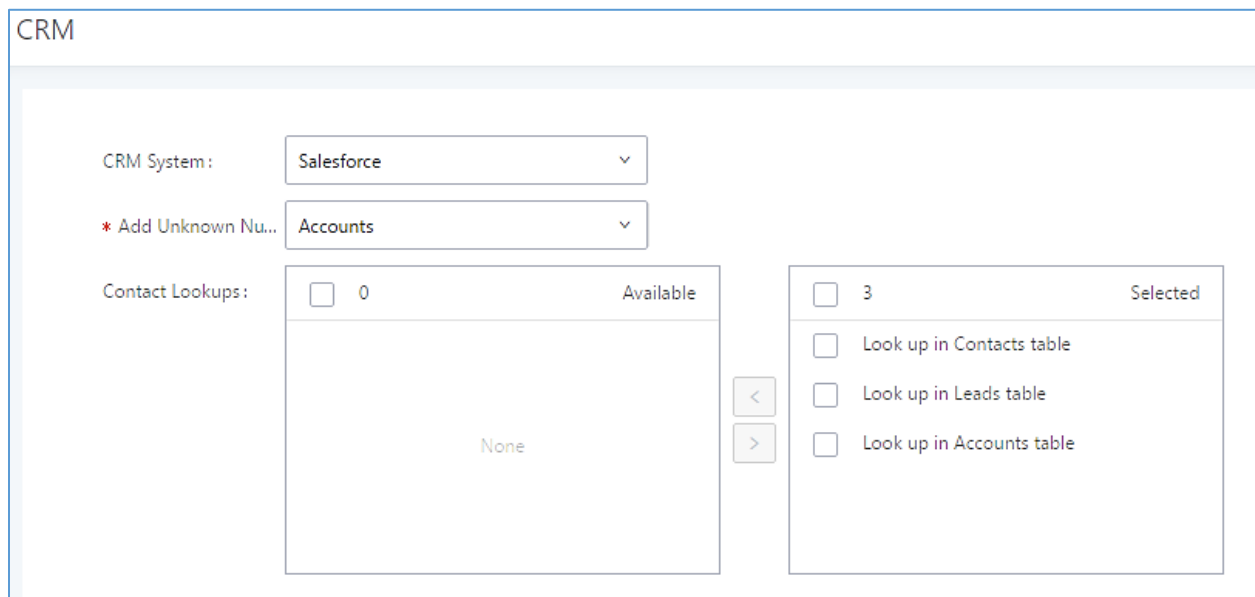 CRM
CRM System: Salesforce
* Add Unknown Nu... Accounts
Contact Lookups: 0 Available 3 Selected
Look up in Contacts table
Look up in Leads table
< Look up in Accounts table
None
>